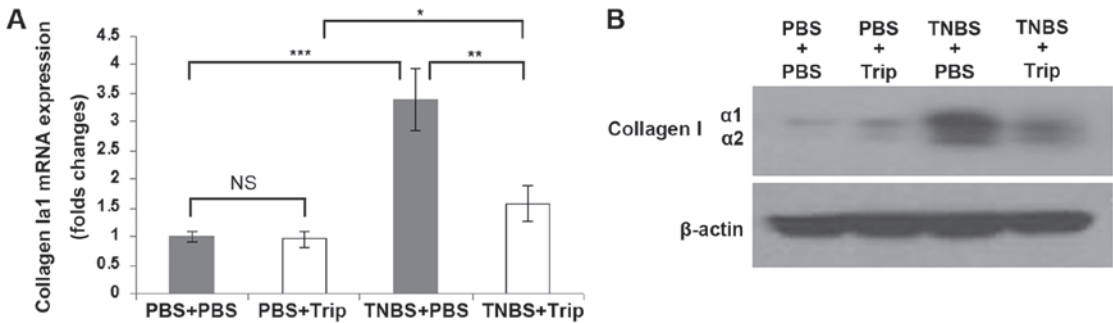 A
Collagen Ia1 mRNA expression
(folds changes)
4.5
4
3.5
3
2.5
2
1.5
1
0.5
0
*
***
**
NS
PBS+PBS
PBS+Trip
TNBS+PBS
TNBS+Trip
B
PBS PBS TNBS TNBS
+ + + +
PBS Trip PBS Trip
Collagen I α1
α2
β-actin